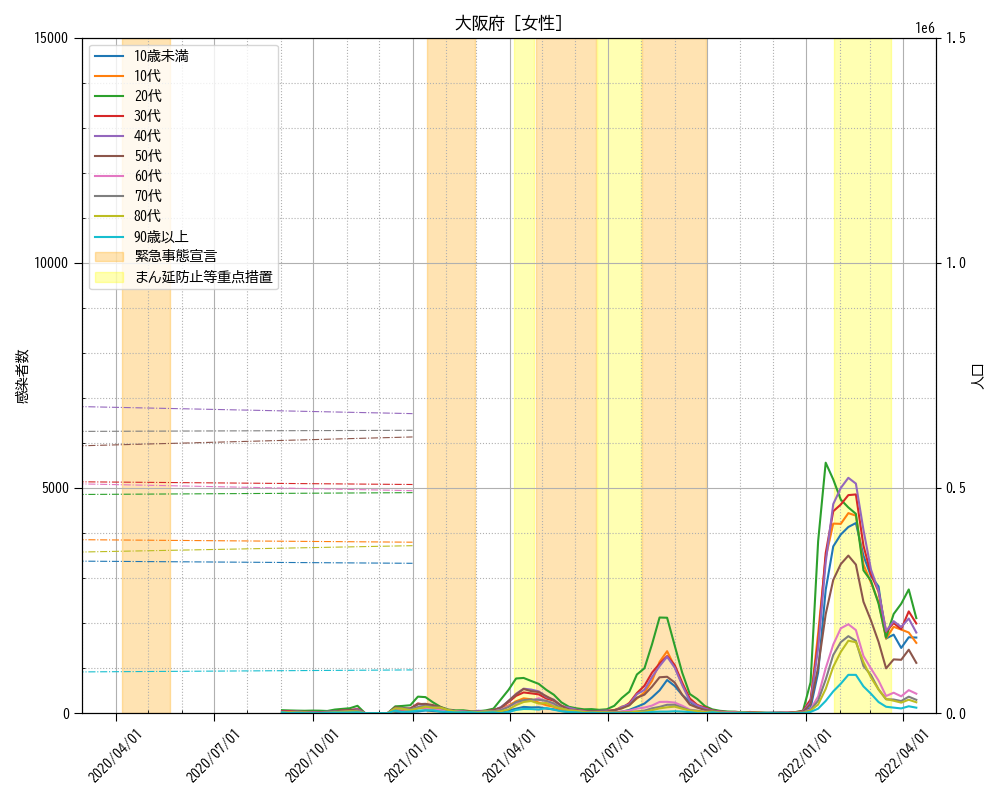 大阪府 [女性]
1e6
15000
10000
5000
0
1.5
1.0
0.5
0.0
感染者数
人口
10歳未満
10代
20代
30代
40代
50代
60代
70代
80代
90歳以上
緊急事態宣言
まん延防止等重点措置
2020/04/01
2020/07/01
2020/10/01
2021/01/01
2021/04/01
2021/07/01
2021/10/01
2022/01/01
2022/04/01